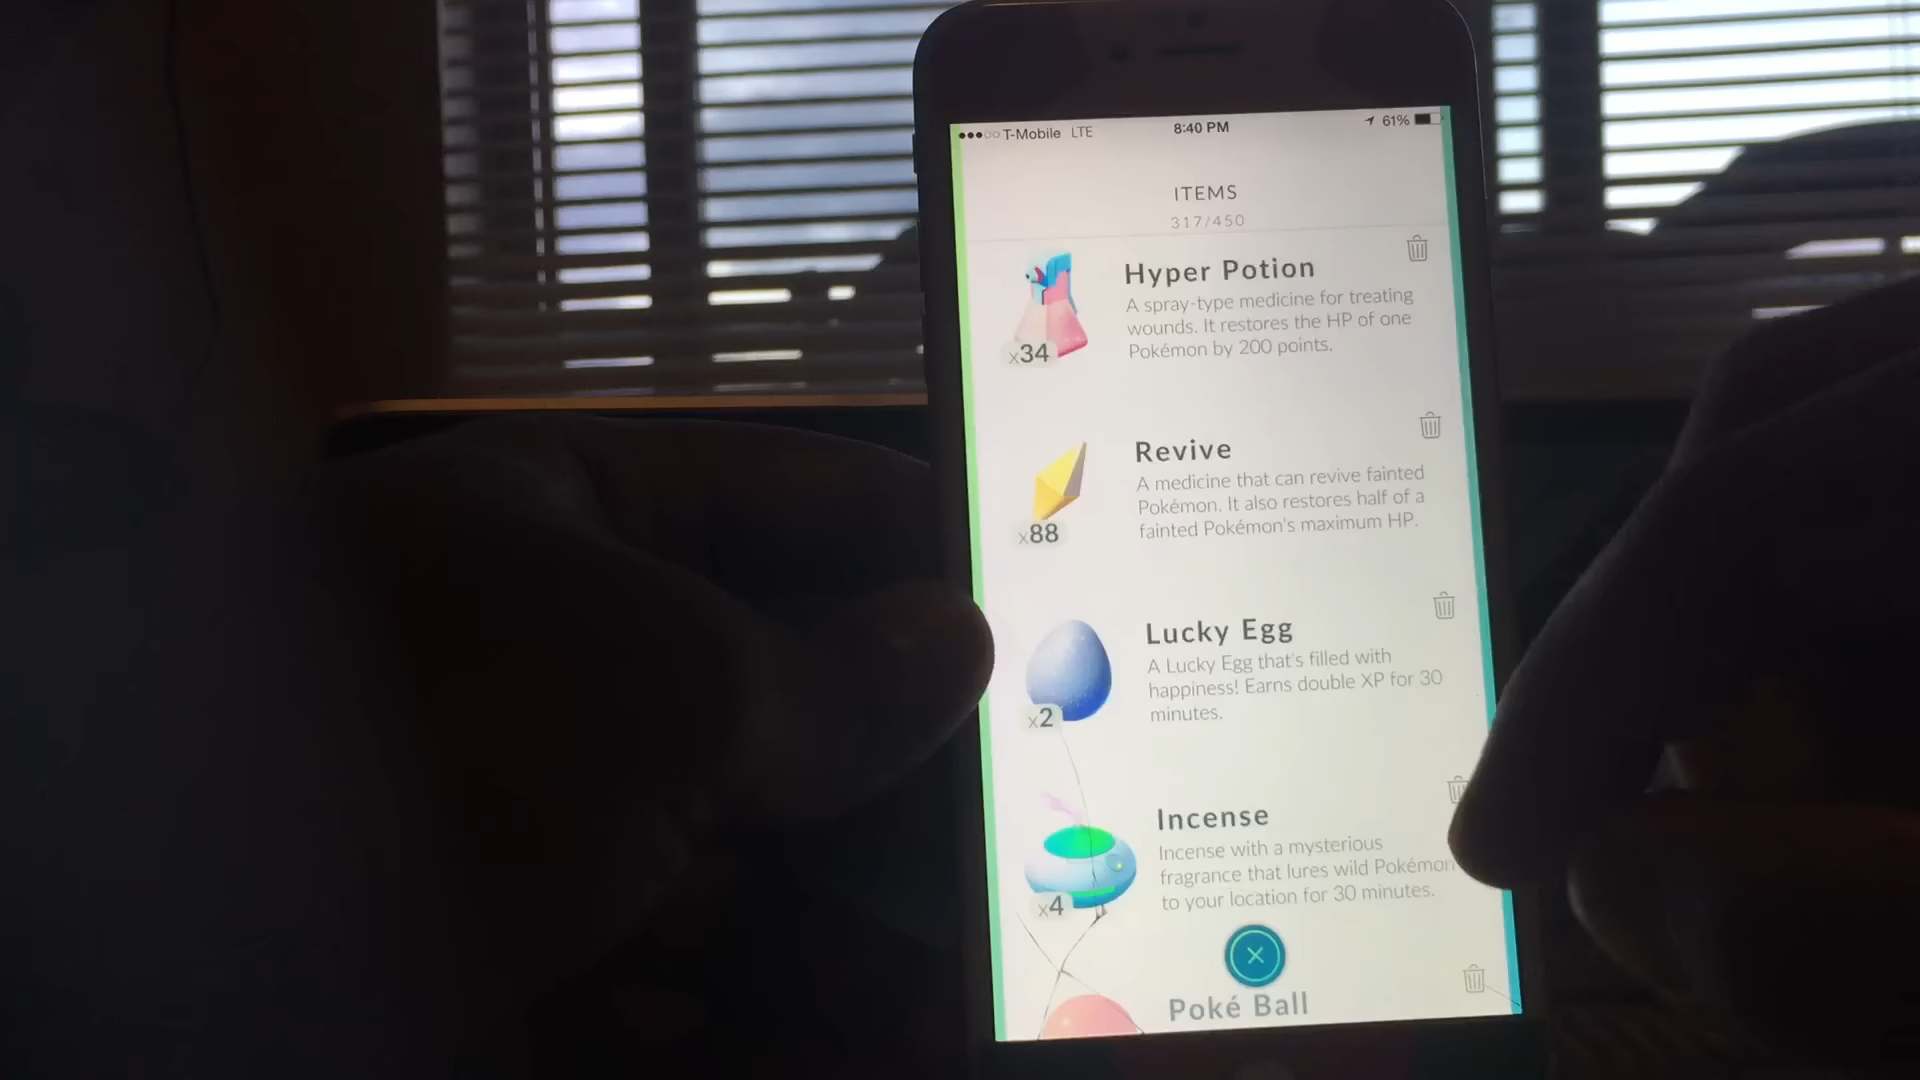 T-Mobile LTE 8:40 PM 61%
ITEMS
317/450
Hyper Potion
A spray-type medicine for treating
wounds. It restores the HP of one
Pokémon by 200 points.
x34
Revive
A medicine that can revive fainted
Pokémon. It also restores half of a
fainted Pokémon's maximum HP.
x88
Lucky Egg
A Lucky Egg that's filled with
happiness! Earns double XP for 30
minutes.
x2
Incense
Incense with a mysterious
fragrance that lures wild Pokémon
to your location for 30 minutes.
x4
Poké Ball